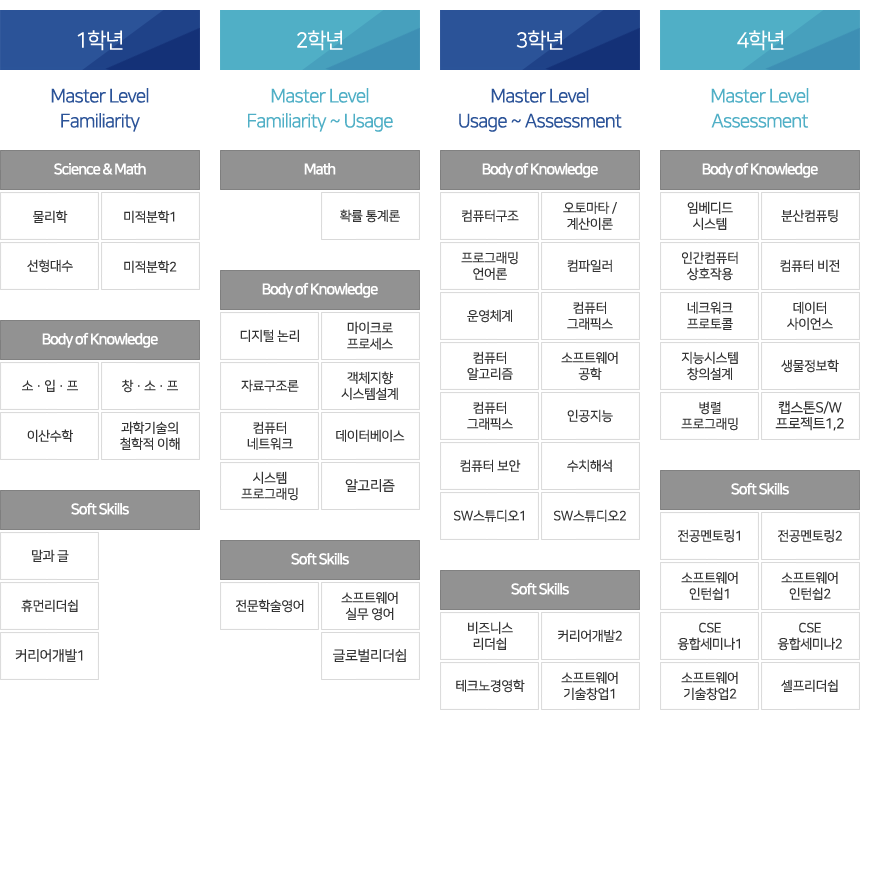 1학년
Master Level
Familiarity
Science & Math
물리학
미적분학1
선형대수
미적분학2
Body of Knowledge
소 · 입 · 프
창 · 소 · 프
이산수학
과학기술의
철학적 이해
Soft Skills
말과 글
휴먼리더쉽
커리어개발1
2학년
Master Level
Familiarity ~ Usage
Math
확률 통계론
Body of Knowledge
디지털 논리
마이크로
프로세스
자료구조론
객체지향
시스템설계
컴퓨터
네트워크
데이터베이스
시스템
프로그래밍
알고리즘
Soft Skills
전문학술영어
소프트웨어
실무 영어
글로벌리더쉽
3학년
Master Level
Usage ~ Assessment
Body of Knowledge
컴퓨터구조
오토마타 /
계산이론
프로그래밍
언어론
컴파일러
운영체계
컴퓨터
그래픽스
컴퓨터
알고리즘
소프트웨어
공학
컴퓨터
그래픽스
인공지능
컴퓨터 보안
수치해석
SW스튜디오1
SW스튜디오2
Soft Skills
비즈니스
리더쉽
커리어개발2
테크노경영학
소프트웨어
기술창업1
4학년
Master Level
Assessment
Body of Knowledge
임베디드
시스템
분산컴퓨팅
인간컴퓨터
상호작용
컴퓨터 비전
네크워크
프로토콜
데이터
사이언스
지능시스템
창의설계
생물정보학
병렬
프로그래밍
캡스톤S/W
프로젝트1,2
Soft Skills
전공멘토링1
전공멘토링2
소프트웨어
인턴쉽1
소프트웨어
인턴쉽2
CSE
융합세미나1
CSE
융합세미나2
소프트웨어
기술창업2
셀프리더쉽